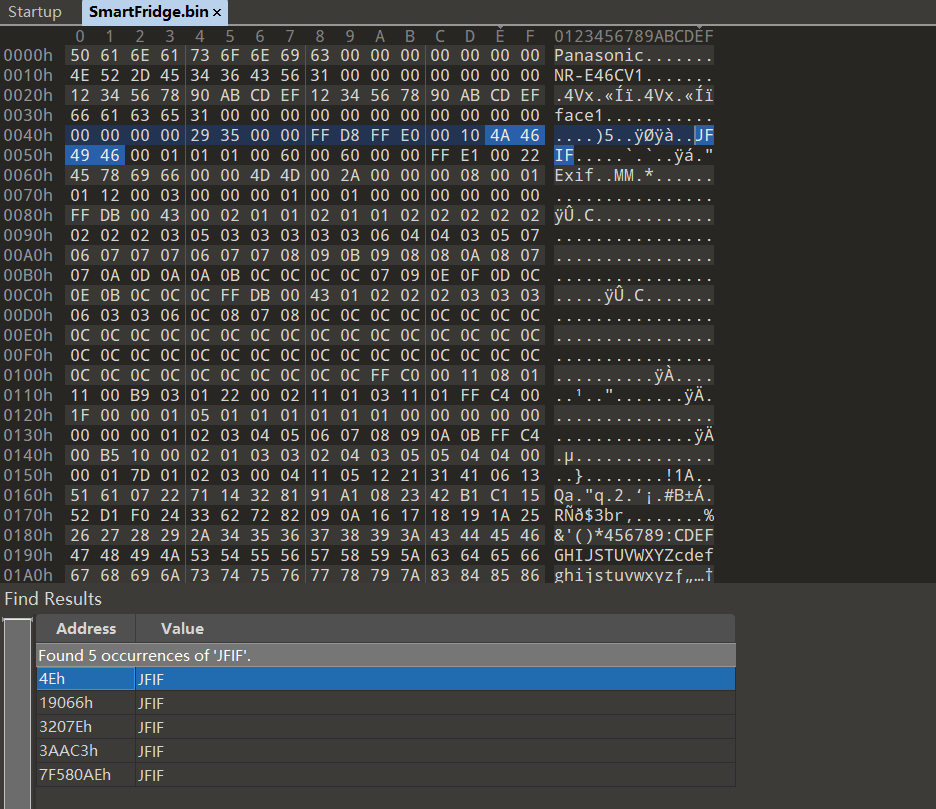 Startup SmartFridge.bin ×
0 1 2 3 4 5 6 7 8 9 A B C D E F 0123456789ABCDEF
0000h 50 61 6E 61 73 6F 6E 69 63 00 00 00 00 00 00 00 Panasonic.......
0010h 4E 52 2D 45 34 36 43 56 31 00 00 00 00 00 00 00 NR-E46CV1.......
0020h 12 34 56 78 90 AB CD EF 12 34 56 78 90 AB CD EF .4Vx.«Íï.4Vx.«Íï
0030h 66 61 63 65 31 00 00 00 00 00 00 00 00 00 00 00 face1...........
0040h 00 00 00 00 29 35 00 00 FF D8 FF E0 00 10 4A 46 ....)5..ÿØÿà..JF
0050h 49 46 00 01 01 01 00 60 00 60 00 00 FF E1 00 22 IF.....`.`..ÿá."
0060h 45 78 69 66 00 00 4D 4D 00 2A 00 00 00 08 00 01 Exif..MM.*......
0070h 01 12 00 03 00 00 00 01 00 01 00 00 00 00 00 00 ................
0080h FF DB 00 43 00 02 01 01 02 01 01 02 02 02 02 02 ÿÛ.C............
0090h 02 02 02 03 05 03 03 03 03 03 06 04 04 03 05 07 ................
00A0h 06 07 07 07 06 07 07 08 09 0B 09 08 08 0A 08 07 ................
00B0h 07 0A 0D 0A 0A 0B 0C 0C 0C 0C 07 09 0E 0F 0D 0C ................
00C0h 0E 0B 0C 0C 0C FF DB 00 43 01 02 02 02 03 03 03 .....ÿÛ.C.......
00D0h 06 03 03 06 0C 08 07 08 0C 0C 0C 0C 0C 0C 0C 0C ................
00E0h 0C 0C 0C 0C 0C 0C 0C 0C 0C 0C 0C 0C 0C 0C 0C 0C ................
00F0h 0C 0C 0C 0C 0C 0C 0C 0C 0C 0C 0C 0C 0C 0C 0C 0C ................
0100h 0C 0C 0C 0C 0C 0C 0C 0C 0C 0C FF C0 00 11 08 01 ..........ÿÀ....
0110h 11 00 B9 03 01 22 00 02 11 01 03 11 01 FF C4 00 ..¹..".......ÿÄ.
0120h 1F 00 00 01 05 01 01 01 01 01 01 00 00 00 00 00 ................
0130h 00 00 00 01 02 03 04 05 06 07 08 09 0A 0B FF C4 ..............ÿÄ
0140h 00 B5 10 00 02 01 03 03 02 04 03 05 05 04 04 00 .µ..............
0150h 00 01 7D 01 02 03 00 04 11 05 12 21 31 41 06 13 ..}........!1A..
0160h 51 61 07 22 71 14 32 81 91 A1 08 23 42 B1 C1 15 Qa."q.2.‘¡.#B±Á.
0170h 52 D1 F0 24 33 62 72 82 09 0A 16 17 18 19 1A 25 RÑð$3br‚.......%
0180h 26 27 28 29 2A 34 35 36 37 38 39 3A 43 44 45 46 &'()*456789:CDEF
0190h 47 48 49 4A 53 54 55 56 57 58 59 5A 63 64 65 66 GHIJSTUVWXYZcdef
01A0h 67 68 69 6A 73 74 75 76 77 78 79 7A 83 84 85 86 ghijstuvwxyzƒ„…†
Find Results
Address Value
Found 5 occurrences of 'JFIF'.
4Eh JFIF
19066h JFIF
3207Eh JFIF
3AAC3h JFIF
7F580AEh JFIF